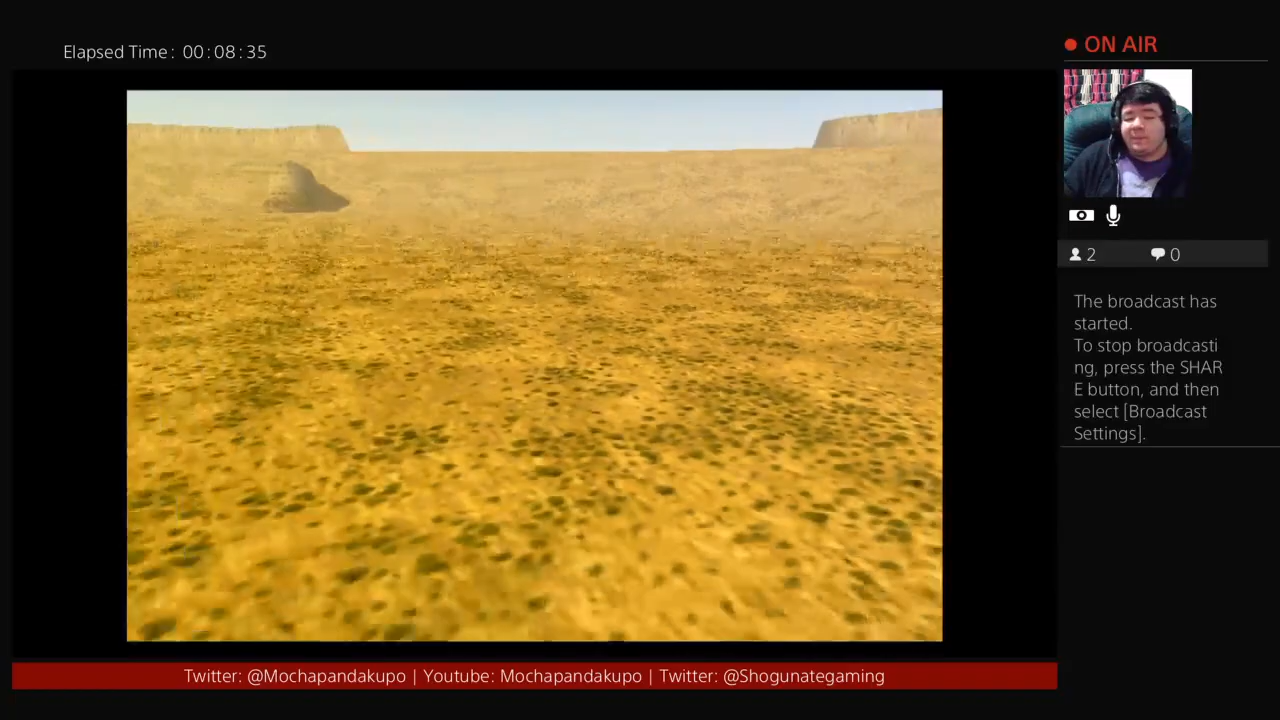 Elapsed Time: 00:08:35
ON AIR
2 0
The broadcast has
started.
To stop broadcasti
ng, press the SHAR
E button, and then
select [Broadcast
Settings].
Twitter: @Mochapandakupo | Youtube: Mochapandakupo | Twitter: @Shogunategaming